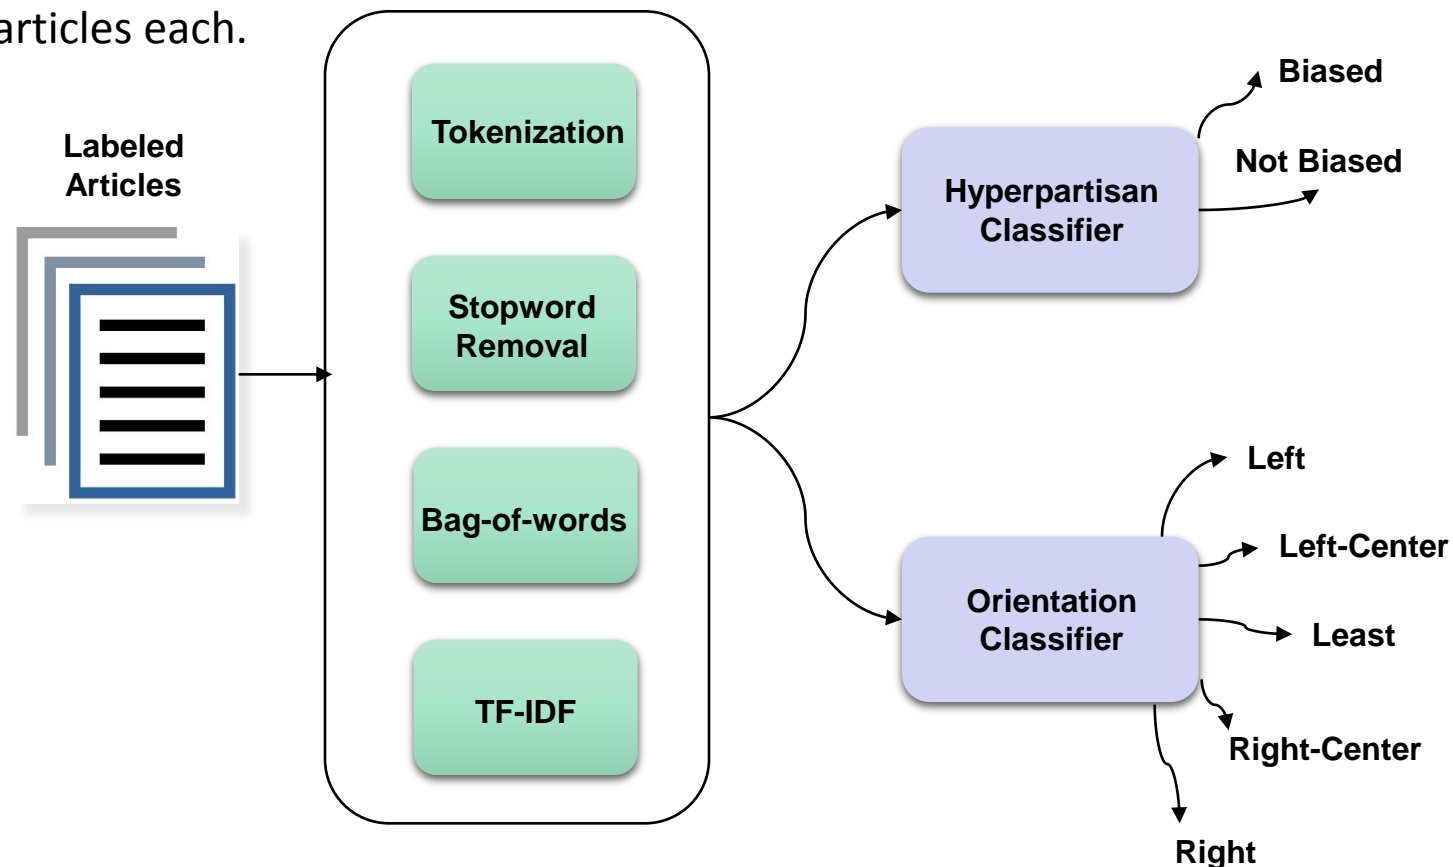 articles each.
Labeled
Articles
Tokenization
Stopword
Removal
Bag-of-words
TF-IDF
Hyperpartisan
Classifier
Biased
Not Biased
Orientation
Classifier
Left
Left-Center
Least
Right-Center
Right